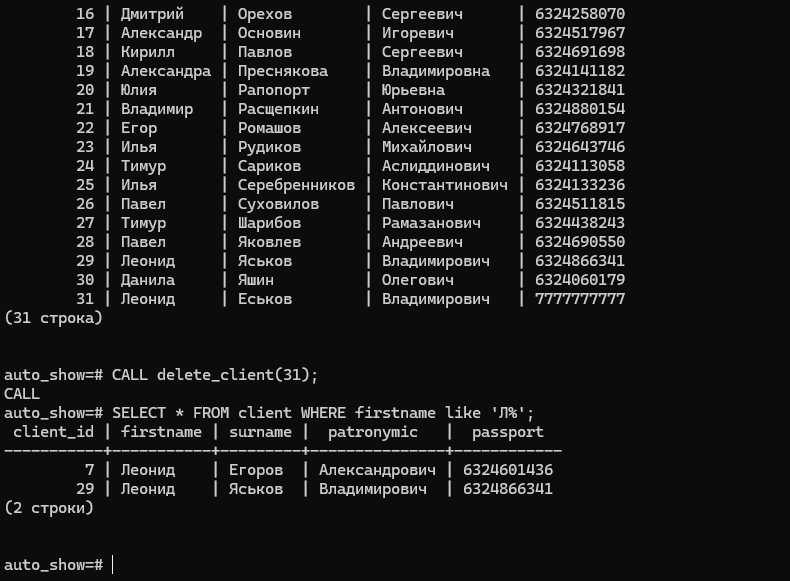 16 | Дмитрий | Орехов | Сергеевич | 6324258070
17 | Александр | Основин | Игоревич | 6324517967
18 | Кирилл | Павлов | Сергеевич | 6324691698
19 | Александра | Преснякова | Владимировна | 6324141182
20 | Юлия | Рапопорт | Юрьевна | 6324321841
21 | Владимир | Расщепкин | Антонович | 6324880154
22 | Егор | Ромашов | Алексеевич | 6324768917
23 | Илья | Рудиков | Михайлович | 6324643746
24 | Тимур | Сариков | Аслиддинович | 6324113058
25 | Илья | Серебренников | Константинович | 6324133236
26 | Павел | Суховилов | Павлович | 6324511815
27 | Тимур | Шарибов | Рамазанович | 6324438243
28 | Павел | Яковлев | Андреевич | 6324690550
29 | Леонид | Яськов | Владимирович | 6324866341
30 | Данила | Яшин | Олегович | 6324060179
31 | Леонид | Еськов | Владимирович | 7777777777
(31 строка)
auto_show=# CALL delete_client(31);
CALL
auto_show=# SELECT * FROM client WHERE firstname like 'Л%';
client_id | firstname | surname | patronymic | passport
-----------+-----------+---------+---------------+------------
7 | Леонид | Егоров | Александрович | 6324601436
29 | Леонид | Яськов | Владимирович | 6324866341
(2 строки)
auto_show=#